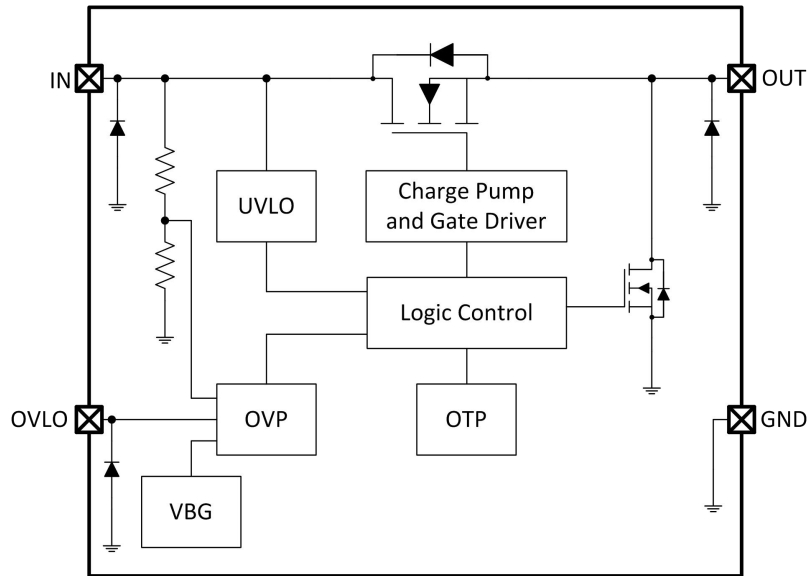 IN
OUT
UVLO
Charge Pump
and Gate Driver
Logic Control
OVLO
OVP
OTP
GND
VBG